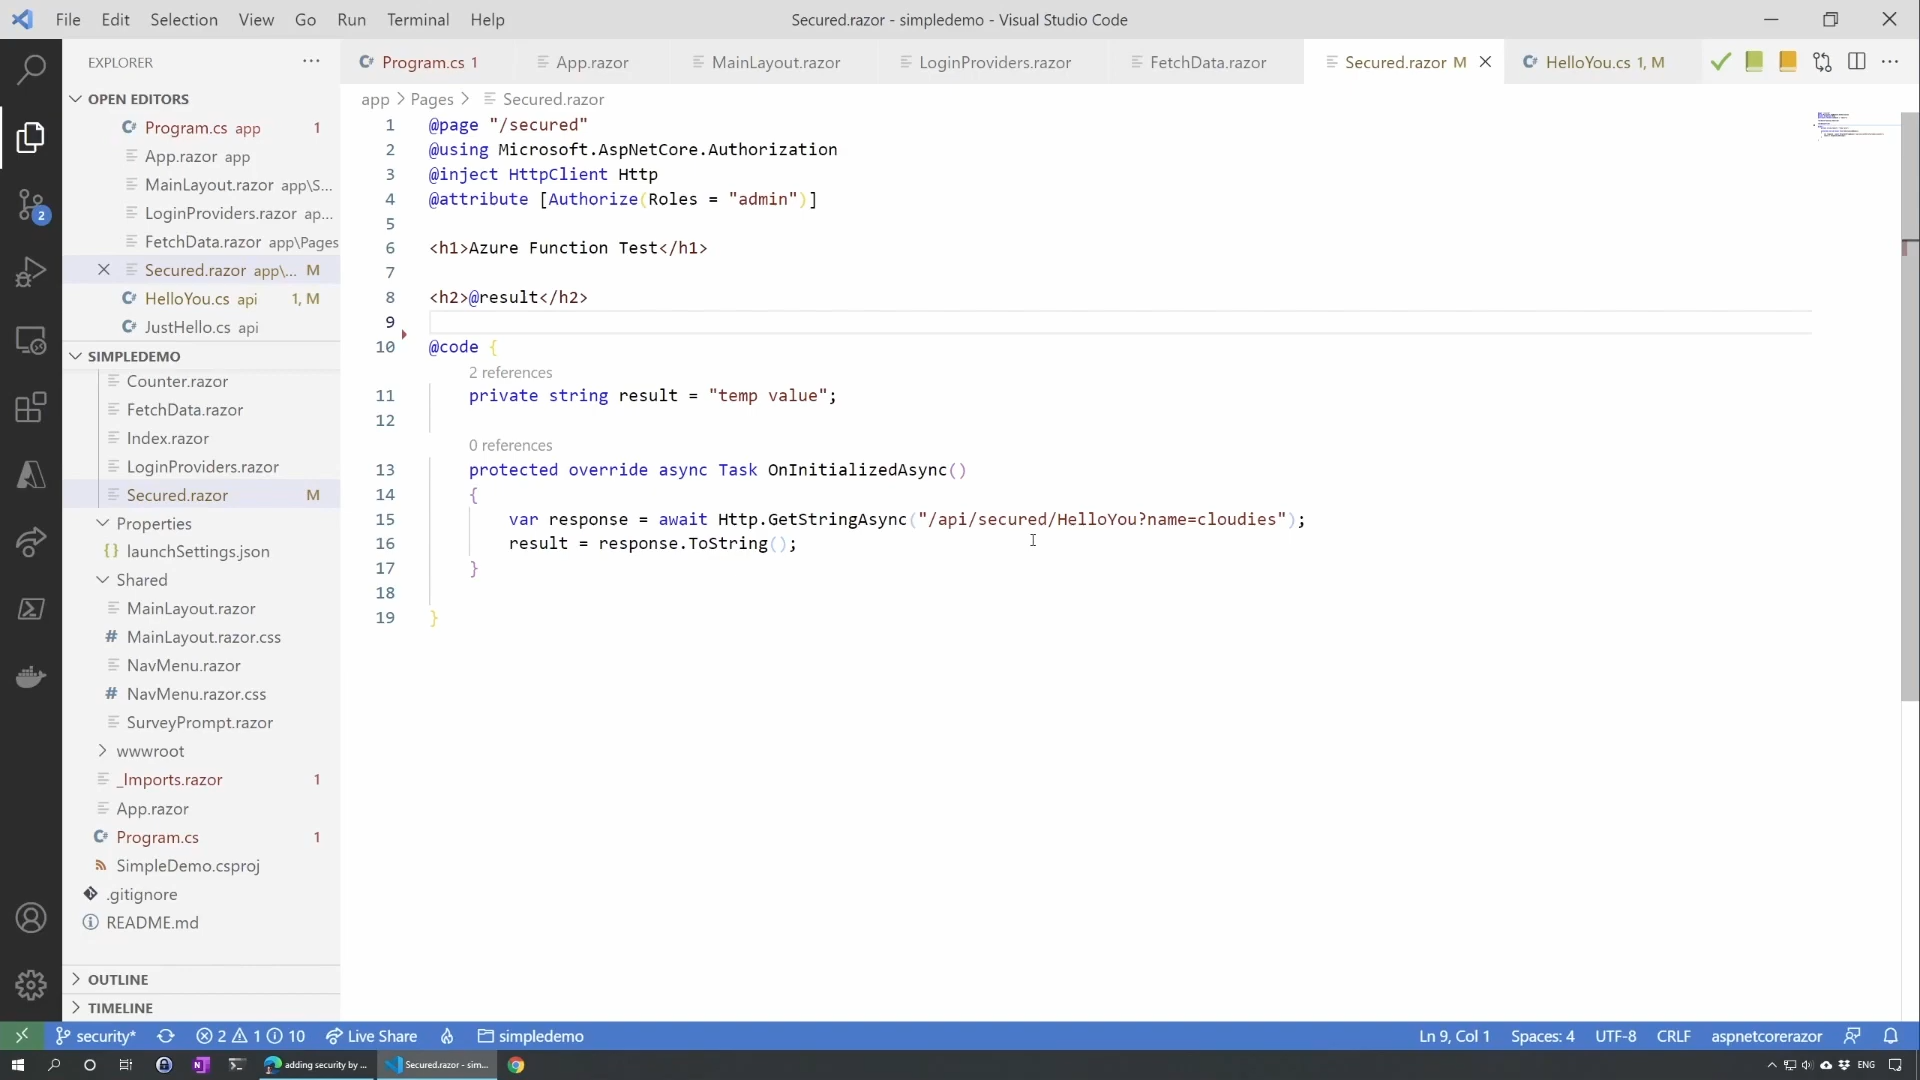 File Edit Selection View Go Run Terminal Help
Secured.razor - simpledemo - Visual Studio Code
EXPLORER
Program.cs 1
App.razor
MainLayout.razor
LoginProviders.razor
FetchData.razor
Secured.razor M
HelloYou.cs 1, M
OPEN EDITORS
Program.cs app 1
App.razor app
MainLayout.razor app\S...
LoginProviders.razor ap...
FetchData.razor app\Pages
Secured.razor app\... M
HelloYou.cs api 1, M
JustHello.cs api
2
SIMPLEDEMO
Counter.razor
FetchData.razor
Index.razor
LoginProviders.razor
Secured.razor M
Properties
launchSettings.json
Shared
MainLayout.razor
MainLayout.razor.css
NavMenu.razor
NavMenu.razor.css
SurveyPrompt.razor
wwwroot
_Imports.razor 1
App.razor
Program.cs 1
SimpleDemo.csproj
.gitignore
README.md
OUTLINE
TIMELINE
app > Pages > Secured.razor
1 @page "/secured"
2 @using Microsoft.AspNetCore.Authorization
3 @inject HttpClient Http
4 @attribute [Authorize(Roles = "admin")]
5
6 <h1>Azure Function Test</h1>
7
8 <h2>@result</h2>
9
10 @code {
2 references
11 private string result = "temp value";
12
0 references
13 protected override async Task OnInitializedAsync()
14 {
15 var response = await Http.GetStringAsync("/api/secured/HelloYou?name=cloudies");
16 result = response.ToString();
17 }
18
19 }
security* 2 1 10 Live Share simpledemo
Ln 9, Col 1 Spaces: 4 UTF-8 CRLF aspnetcorerazor
adding security by ...
Secured.razor - sim...
ENG